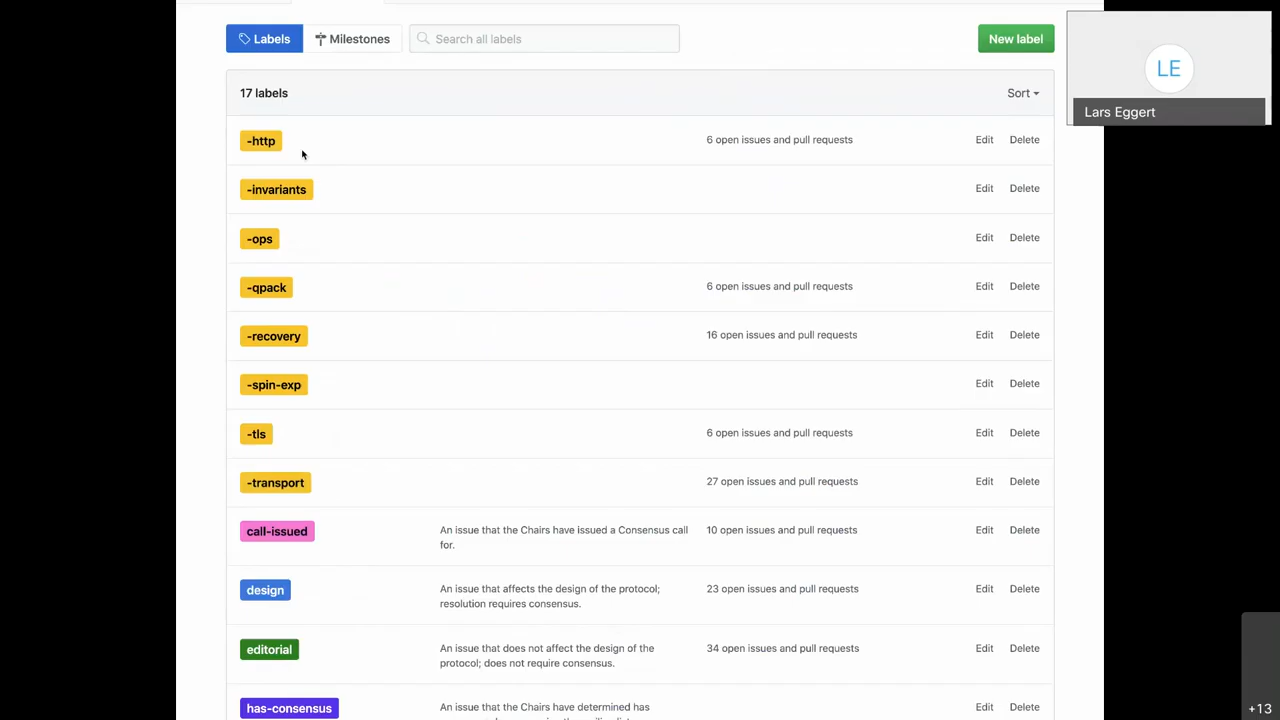 Labels
Milestones
Search all labels
New label
LE
Lars Eggert
17 labels
Sort
-http
6 open issues and pull requests
Edit
Delete
-invariants
Edit
Delete
-ops
Edit
Delete
-qpack
6 open issues and pull requests
Edit
Delete
-recovery
16 open issues and pull requests
Edit
Delete
-spin-exp
Edit
Delete
-tls
6 open issues and pull requests
Edit
Delete
-transport
27 open issues and pull requests
Edit
Delete
call-issued
An issue that the Chairs have issued a Consensus call
for.
10 open issues and pull requests
Edit
Delete
design
An issue that affects the design of the protocol;
resolution requires consensus.
23 open issues and pull requests
Edit
Delete
editorial
An issue that does not affect the design of the
protocol; does not require consensus.
34 open issues and pull requests
Edit
Delete
has-consensus
An issue that the Chairs have determined has
Edit
Delete
+13